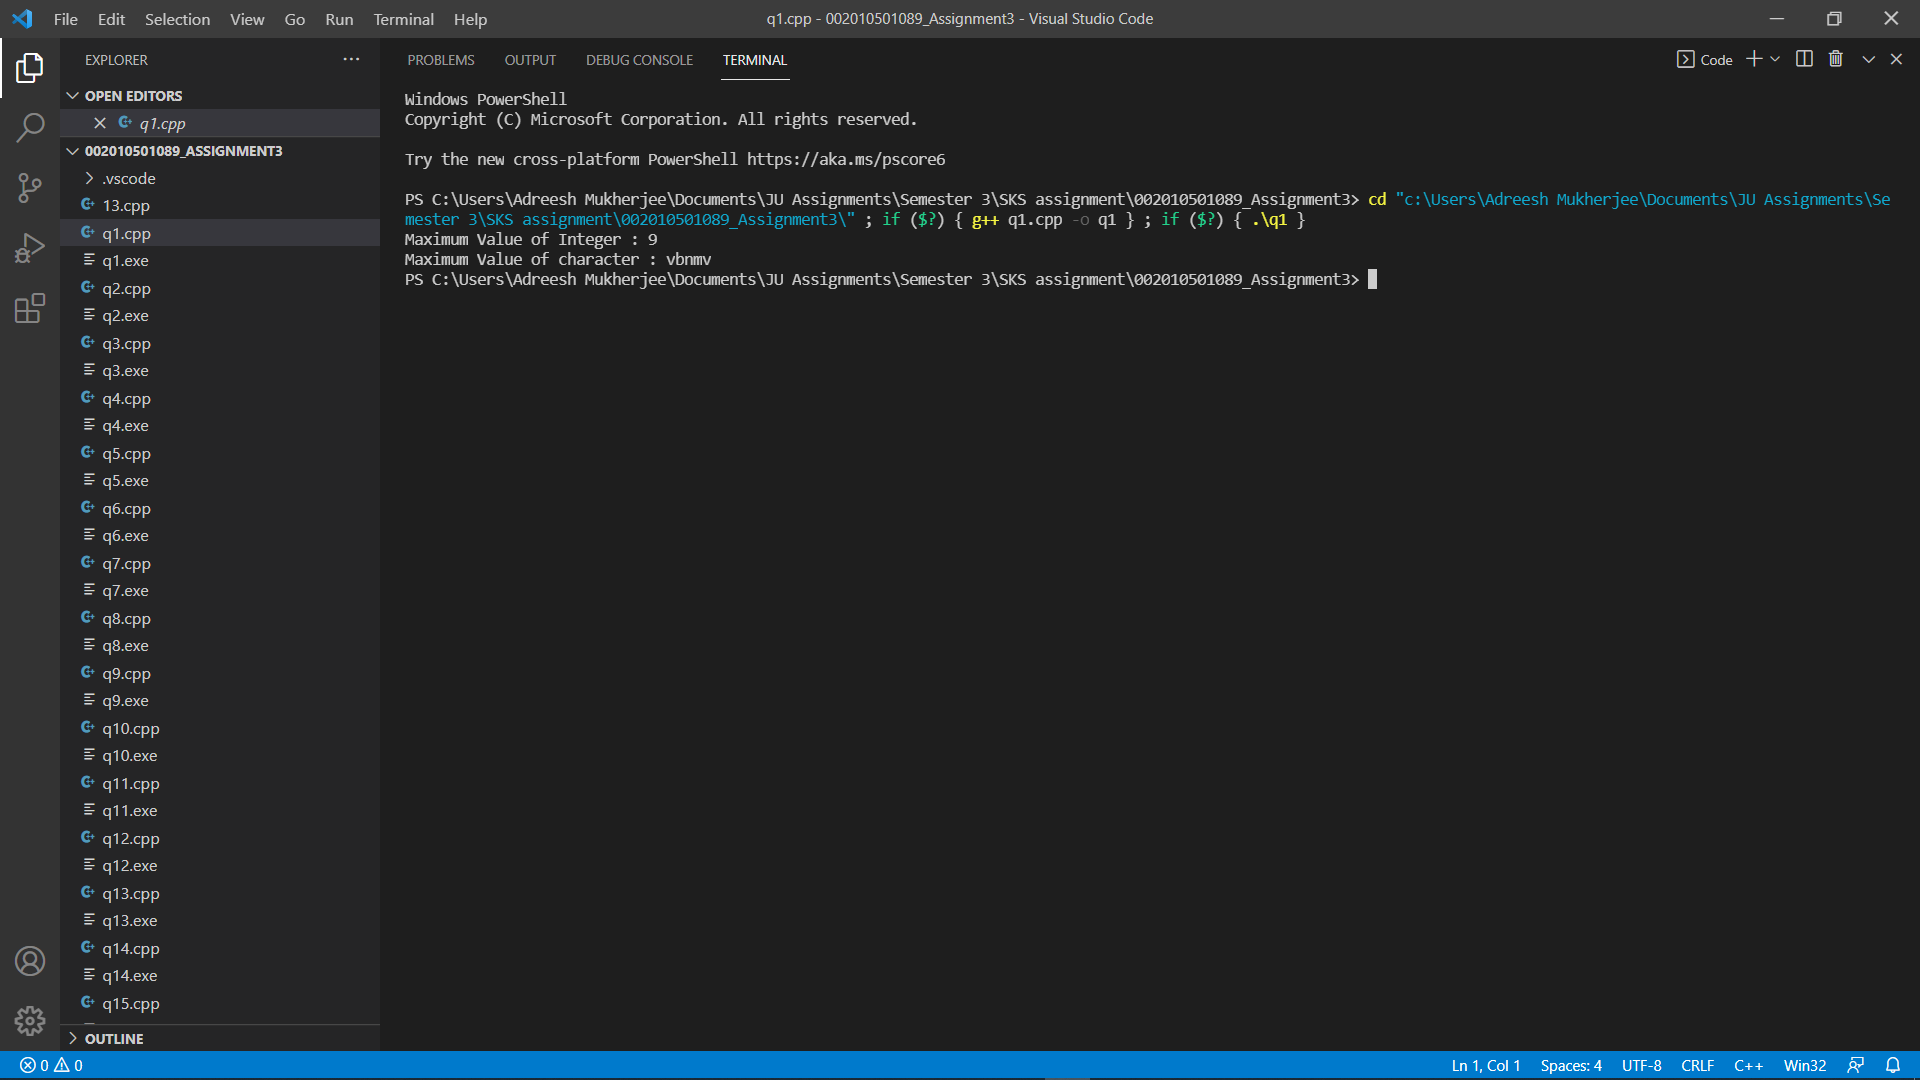 File Edit Selection View Go Run Terminal Help
q1.cpp - 002010501089_Assignment3 - Visual Studio Code
EXPLORER
OPEN EDITORS
q1.cpp
002010501089_ASSIGNMENT3
.vscode
13.cpp
q1.cpp
q1.exe
q2.cpp
q2.exe
q3.cpp
q3.exe
q4.cpp
q4.exe
q5.cpp
q5.exe
q6.cpp
q6.exe
q7.cpp
q7.exe
q8.cpp
q8.exe
q9.cpp
q9.exe
q10.cpp
q10.exe
q11.cpp
q11.exe
q12.cpp
q12.exe
q13.cpp
q13.exe
q14.cpp
q14.exe
q15.cpp
OUTLINE
PROBLEMS OUTPUT DEBUG CONSOLE TERMINAL
Code
Windows PowerShell
Copyright (C) Microsoft Corporation. All rights reserved.
Try the new cross-platform PowerShell https://aka.ms/pscore6
PS C:\Users\Adreesh Mukherjee\Documents\JU Assignments\Semester 3\SKS assignment\002010501089_Assignment3> cd "c:\Users\Adreesh Mukherjee\Documents\JU Assignments\Se
mester 3\SKS assignment\002010501089_Assignment3\" ; if ($?) { g++ q1.cpp -o q1 } ; if ($?) { .\q1 }
Maximum Value of Integer : 9
Maximum Value of character : vbnmv
PS C:\Users\Adreesh Mukherjee\Documents\JU Assignments\Semester 3\SKS assignment\002010501089_Assignment3>
0 0
Ln 1, Col 1 Spaces: 4 UTF-8 CRLF C++ Win32